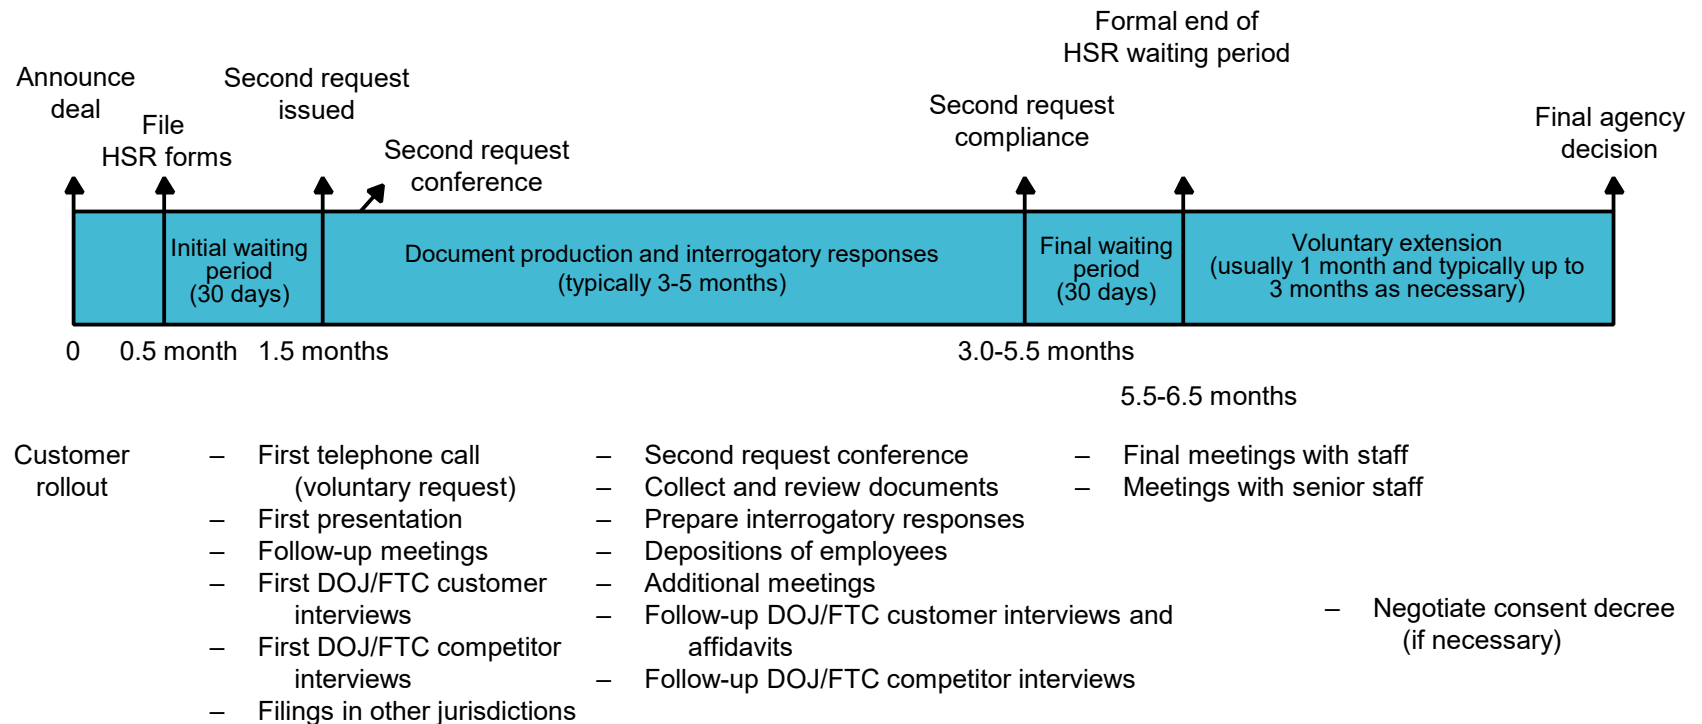 Announce
deal
File
HSR forms
Second request
issued
Second request
conference
Second request
compliance
Formal end of
HSR waiting period
Final agency
decision
Initial waiting
period
(30 days)
Document production and interrogatory responses
(typically 3-5 months)
Final waiting
period
(30 days)
Voluntary extension
(usually 1 month and typically up to
3 months as necessary)
0
0.5 month
1.5 months
3.0-5.5 months
5.5-6.5 months
Customer
rollout
– First telephone call
(voluntary request)
– First presentation
– Follow-up meetings
– First DOJ/FTC customer
interviews
– First DOJ/FTC competitor
interviews
– Filings in other jurisdictions
– Second request conference
– Collect and review documents
– Prepare interrogatory responses
– Depositions of employees
– Additional meetings
– Follow-up DOJ/FTC customer interviews and
affidavits
– Follow-up DOJ/FTC competitor interviews
– Final meetings with staff
– Meetings with senior staff
– Negotiate consent decree
(if necessary)